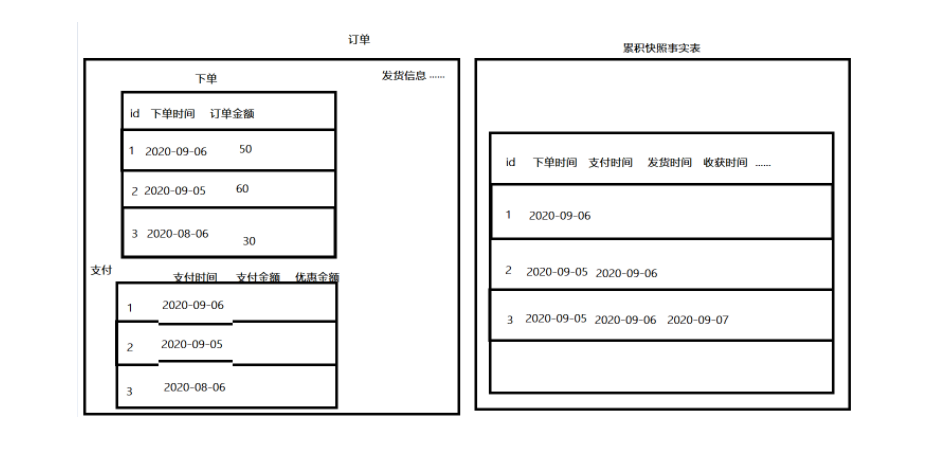 订单
下单
发货信息 ......
id 下单时间 订单金额
1 2020-09-06 50
2 2020-09-05 60
3 2020-08-06 30
支付
支付时间 支付金额 优惠金额
1 2020-09-06
2 2020-09-05
3 2020-08-06
累积快照事实表
id 下单时间 支付时间 发货时间 收获时间 ......
1 2020-09-06
2 2020-09-05 2020-09-06
3 2020-09-05 2020-09-06 2020-09-07